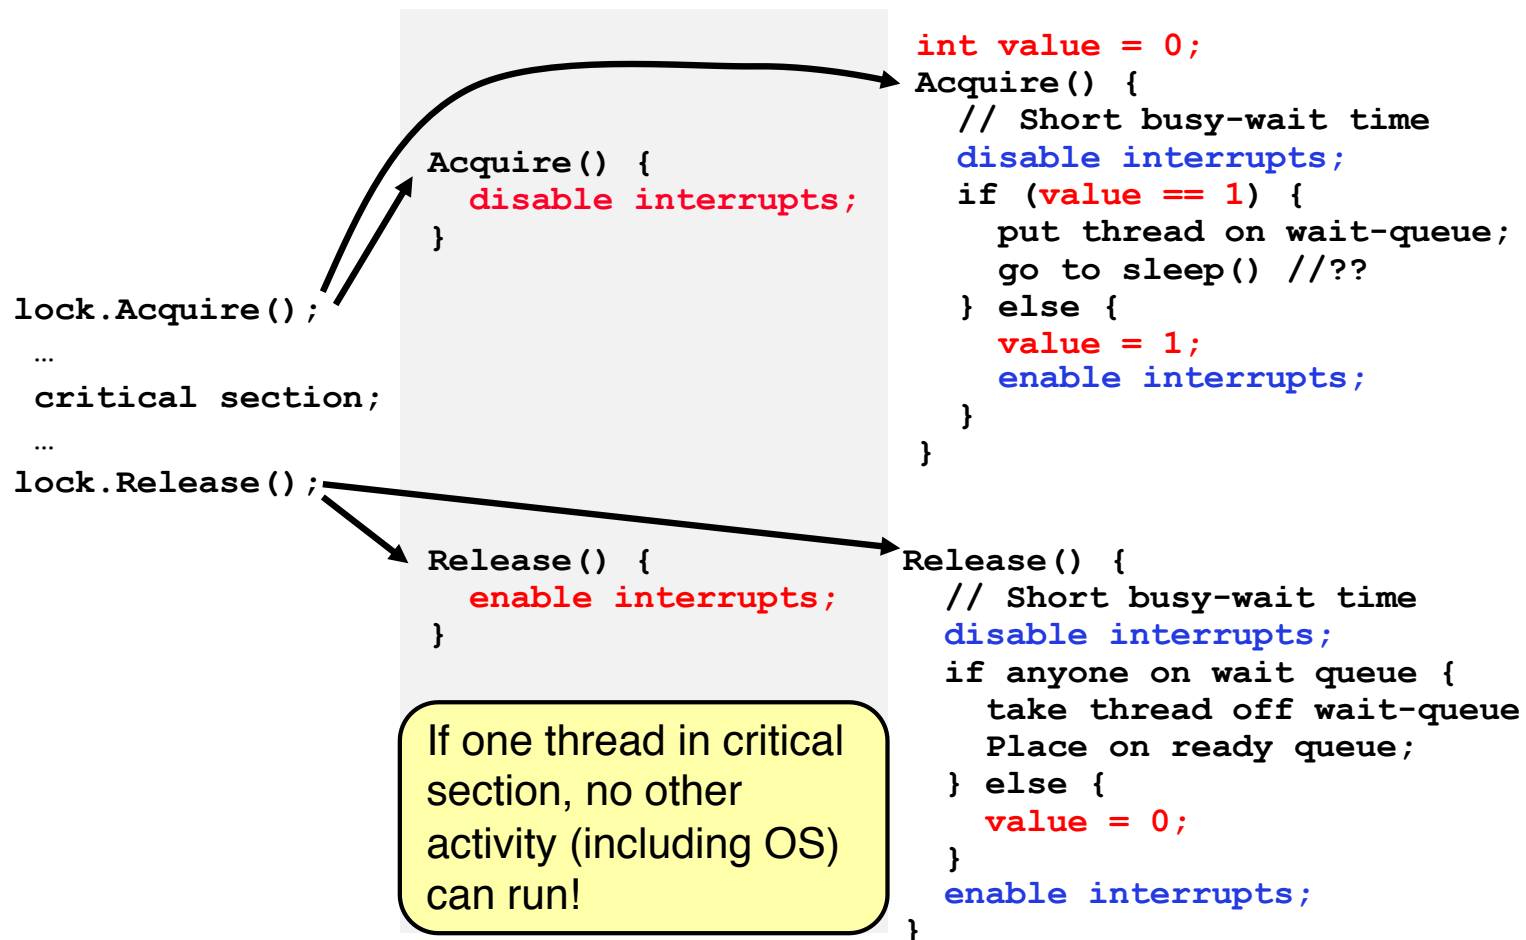 lock.Acquire();
…
critical section;
…
lock.Release();
Acquire() {
disable interrupts;
}
Release() {
enable interrupts;
}
If one thread in critical
section, no other
activity (including OS)
can run!
int value = 0;
Acquire() {
// Short busy-wait time
disable interrupts;
if (value == 1) {
put thread on wait-queue;
go to sleep() //??
} else {
value = 1;
enable interrupts;
}
}
Release() {
// Short busy-wait time
disable interrupts;
if anyone on wait queue {
take thread off wait-queue
Place on ready queue;
} else {
value = 0;
}
enable interrupts;
}